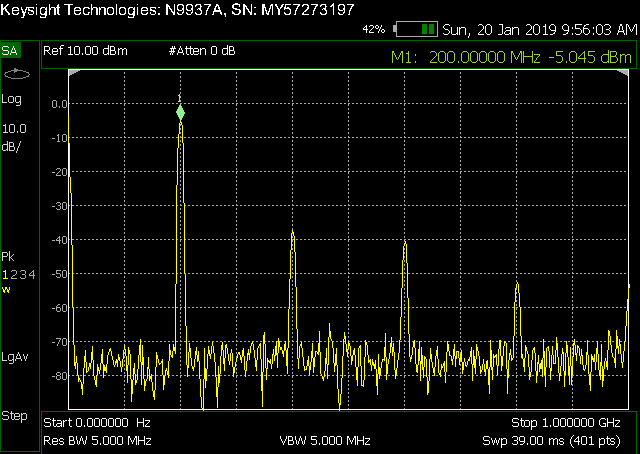 Keysight Technologies: N9937A, SN: MY57273197
42% Sun, 20 Jan 2019 9:56:03 AM
SA Ref 10.00 dBm #Atten 0 dB M1: 200.00000 MHz -5.045 dBm
Log
10.0
dB/
1
0.0
-10
-20
-30
-40
-50
-60
-70
-80
Pk
1 2 3 4
w
LgAv
Step
Start 0.000000 Hz Stop 1.000000 GHz
Res BW 5.000 MHz VBW 5.000 MHz Swp 39.00 ms (401 pts)